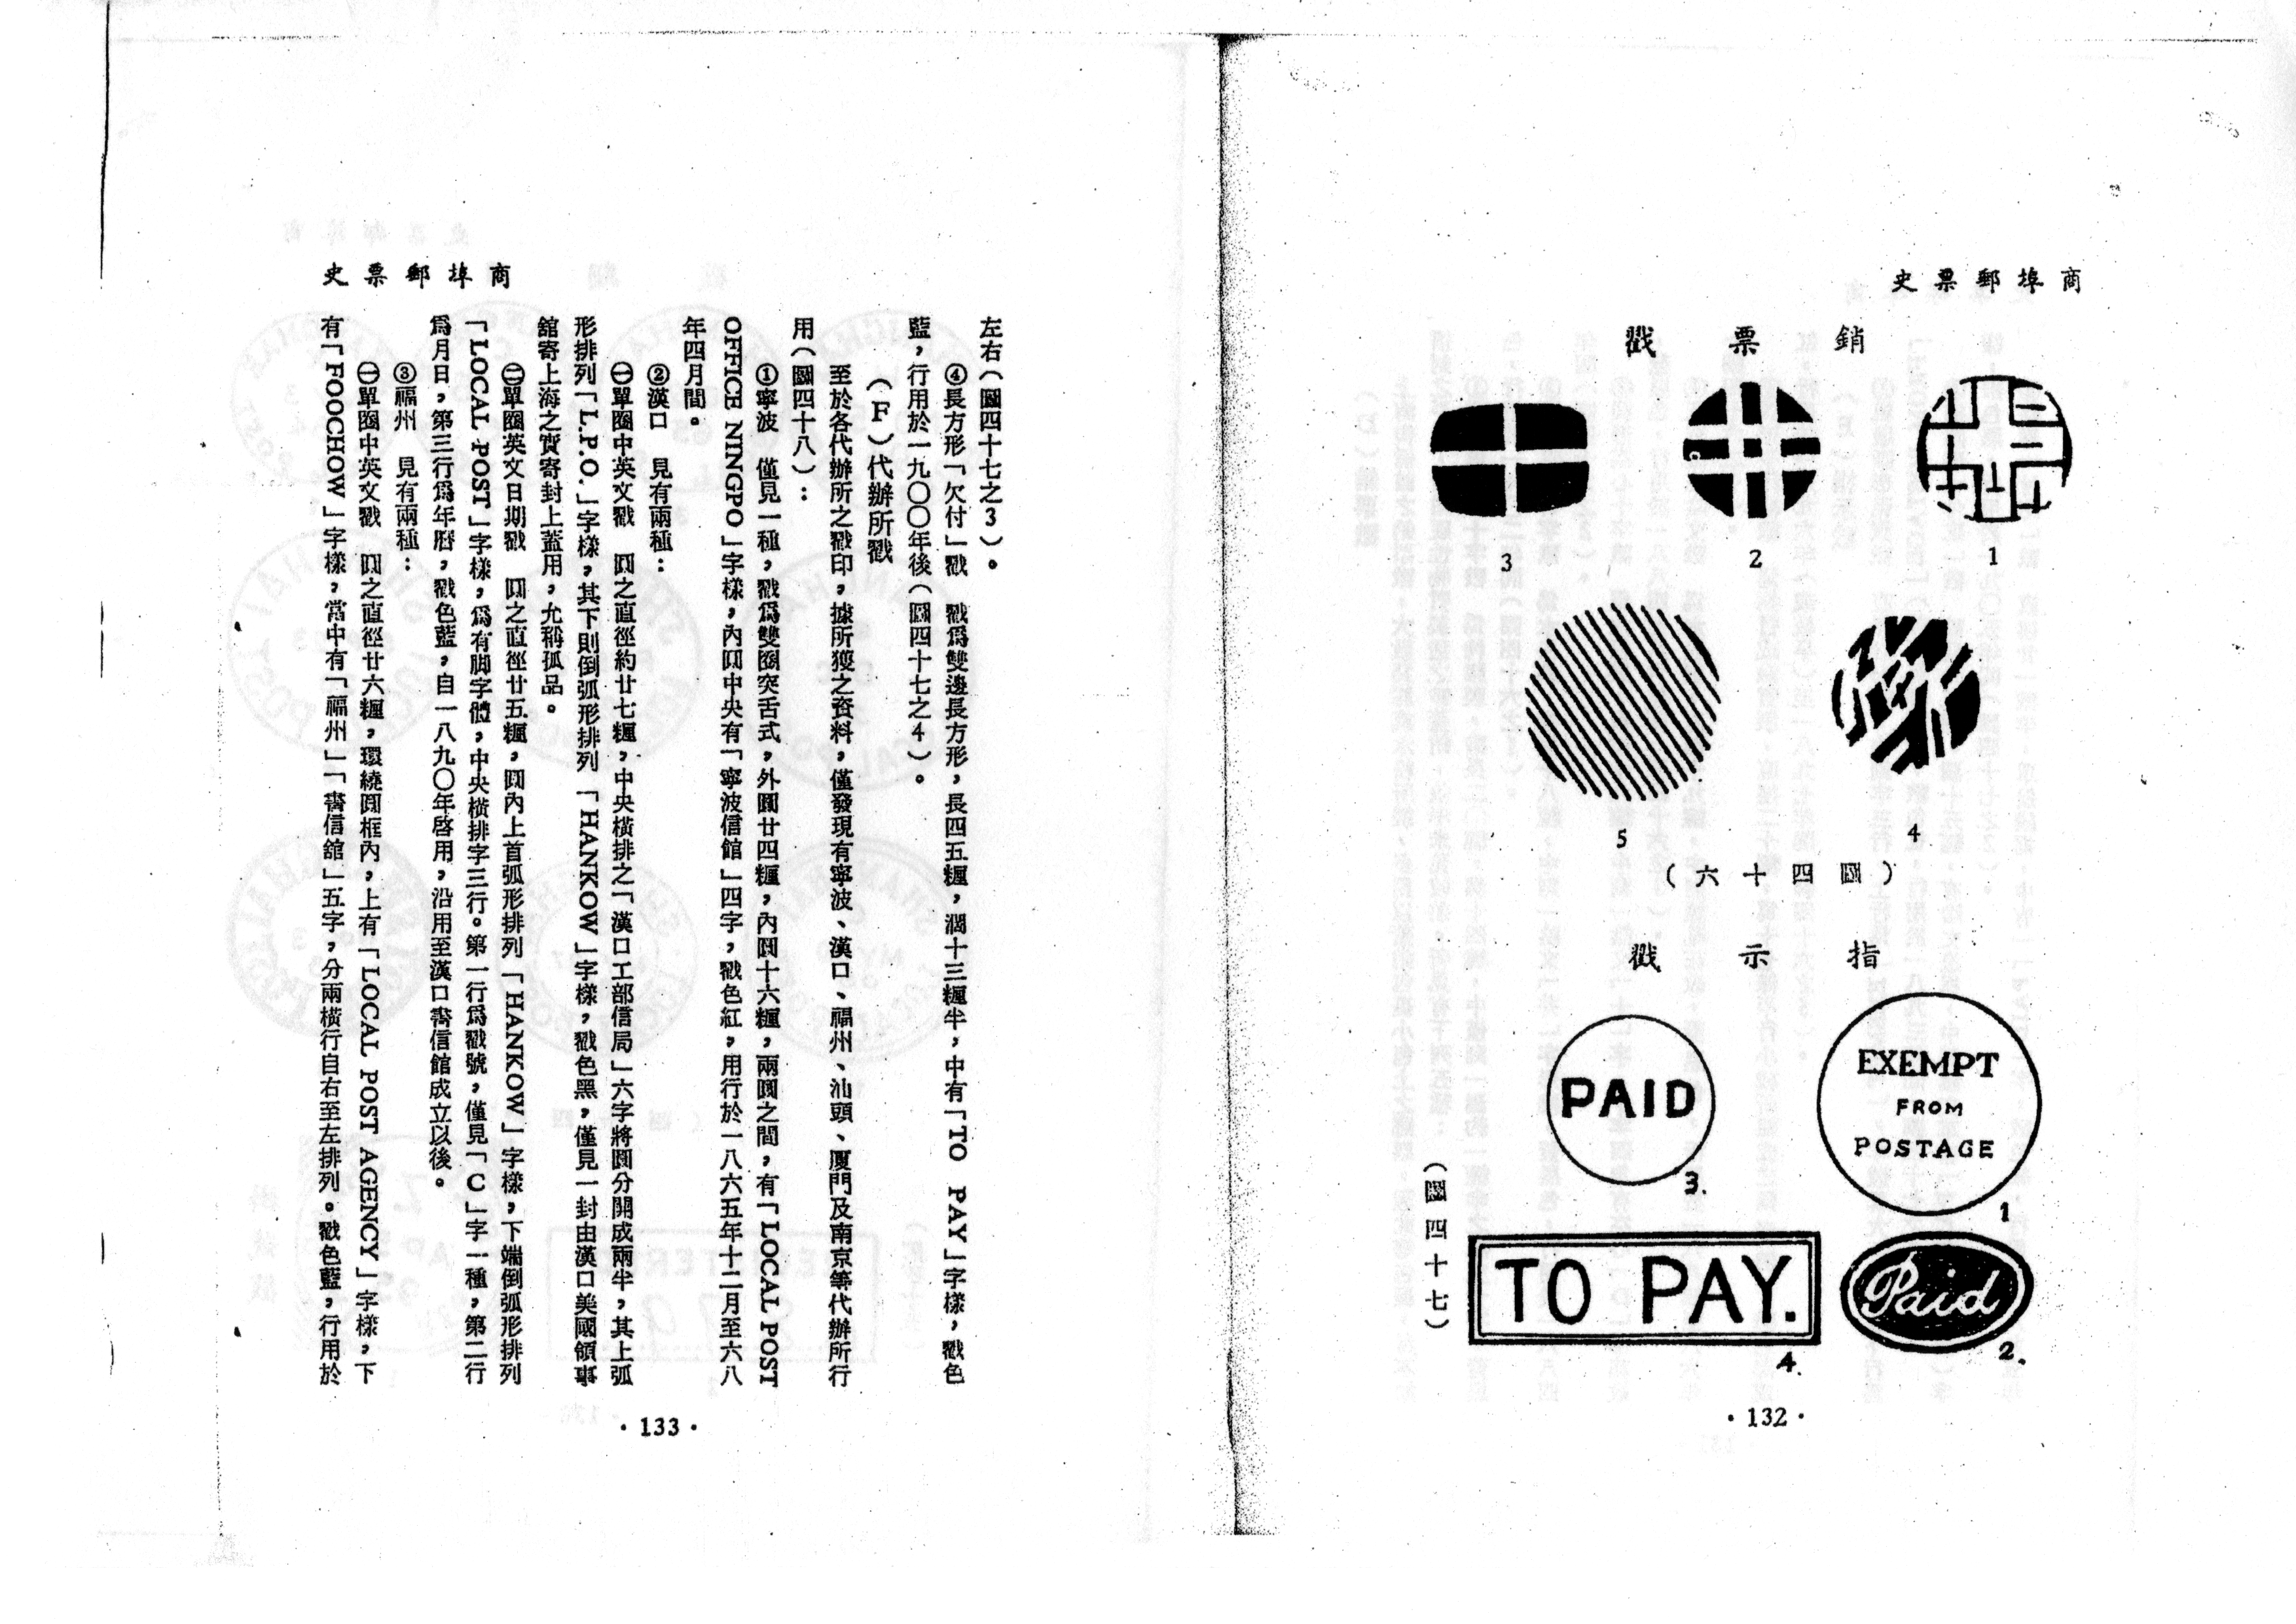 商埠郵票史
銷票戳
1
2
3
4
5
(圖四十六)
指示戳
EXEMPT
FROM
POSTAGE
1
Paid
2.
PAID
3.
TO PAY.
4.
(圖四十七)
·132·
商埠郵票史
左右(圖四十七之3)。
④長方形「欠付」戳 戳爲雙邊長方形,長四五糎,濶十三糎半,中有「TO PAY」字樣,戳色
藍,行用於一九〇〇年後(圖四十七之4)。
(F)代辦所戳
至於各代辦所之戳印,據所獲之資料,僅發現有寧波、漢口、福州、汕頭、厦門及南京等代辦所行
用(圖四十八):
①寧波 僅見一種,戳爲雙圈突舌式,外圓廿四糎,內圓十六糎,兩圓之間,有「LOCAL POST
OFFICE NINGPO」字樣,內圓中央有「寧波信館」四字,戳色紅,用行於一八六五年十二月至六八
年四月間。
②漢口 見有兩種:
㊀單圈中英文戳 圓之直徑約廿七糎,中央橫排之「漢口工部信局」六字將圓分開成兩半,其上弧
形排列「L.P.O.」字樣,其下則倒弧形排列「HANKOW」字樣,戳色黑,僅見一封由漢口美國領事
舘寄上海之實寄封上蓋用,允稱孤品。
㊁單圈英文日期戳 圓之直徑廿五糎,圓內上首弧形排列「HANKOW」字樣,下端倒弧形排列
「LOCAL POST」字樣,爲有脚字體,中央橫排字三行。第一行爲戳號,僅見「C」字一種,第二行
爲月日,第三行爲年曆,戳色藍,自一八九〇年啓用,沿用至漢口書信館成立以後。
③福州 見有兩種:
㊀單圈中英文戳 圓之直徑廿六糎,環繞圓框內,上有「LOCAL POST AGENCY」字樣,下
有「FOOCHOW」字樣,當中有「福州」「書信舘」五字,分兩橫行自右至左排列。戳色藍,行用於
·133·